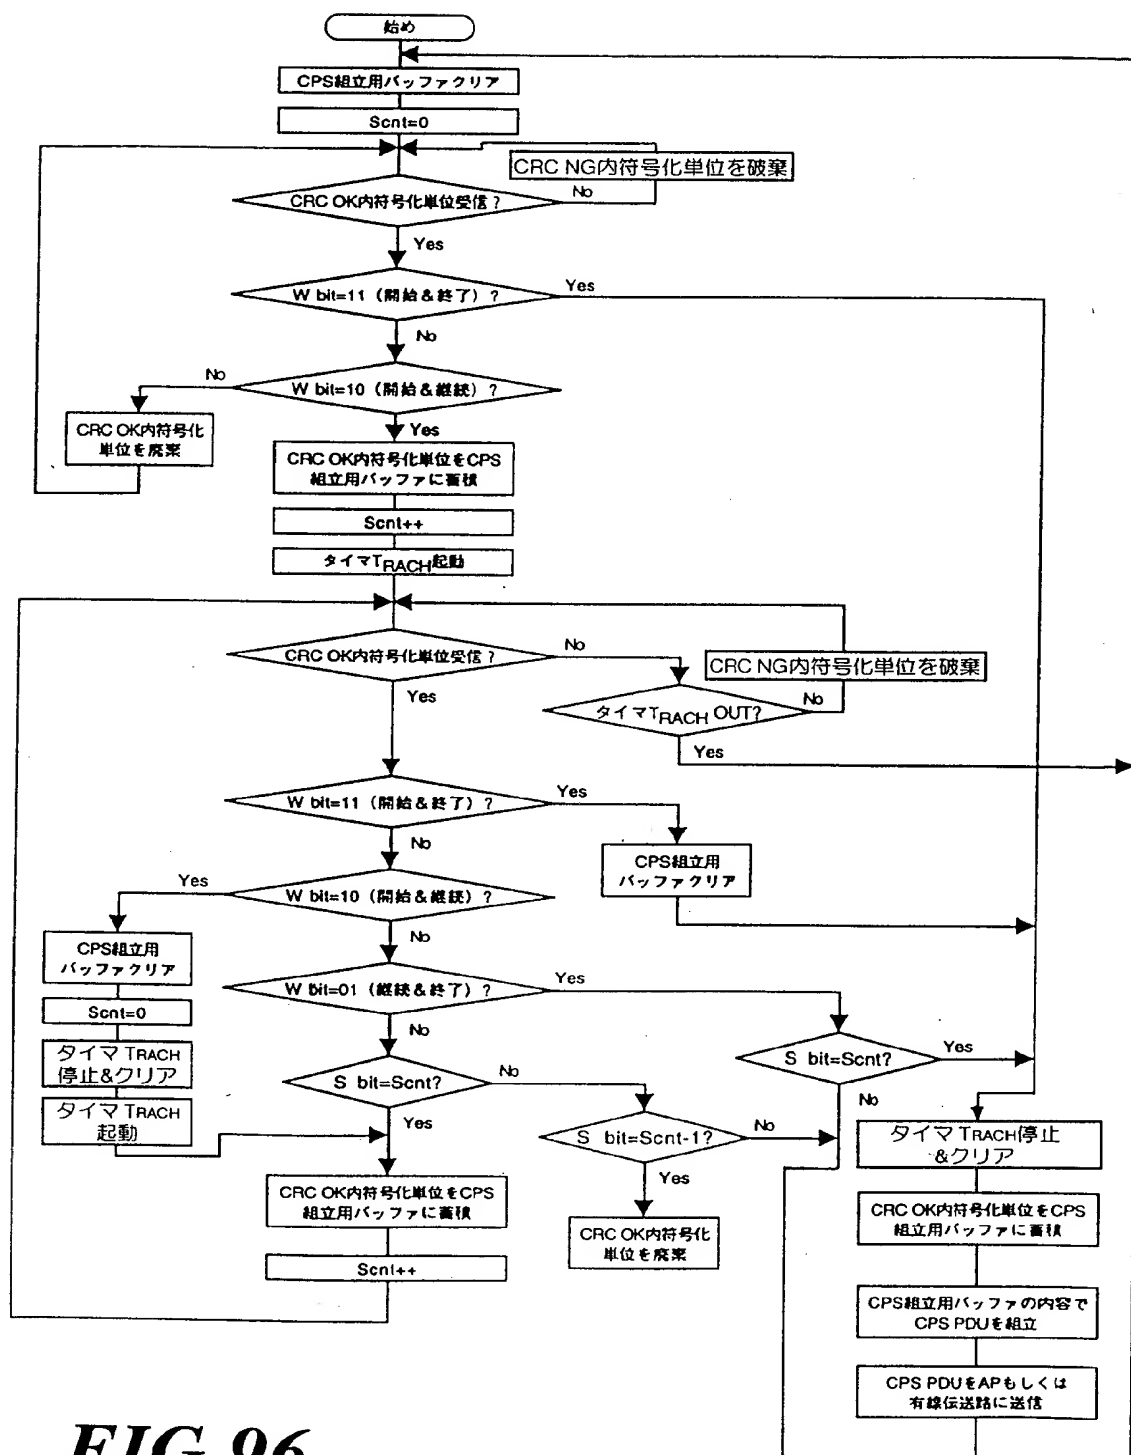 始め
CPS組立用バッファクリア
Scnt=0
CRC NG内符号化単位を破棄
CRC OK内符号化単位受信?
No
Yes
W bit=11 (開始&終了) ?
Yes
No
W bit=10 (開始&継続) ?
No
Yes
CRC OK内符号化
単位を廃棄
CRC OK内符号化単位をCPS
組立用バッファに蓄積
Scnt++
タイマTRACH起動
CRC OK内符号化単位受信?
No
CRC NG内符号化単位を破棄
Yes
タイマTRACH OUT?
No
Yes
W bit=11 (開始&終了) ?
Yes
No
CPS組立用
バッファクリア
W bit=10 (開始&継続) ?
Yes
No
CPS組立用
バッファクリア
Scnt=0
タイマ TRACH
停止&クリア
タイマ TRACH
起動
W bit=01 (継続&終了) ?
Yes
No
S bit=Scnt?
Yes
No
S bit=Scnt?
No
Yes
S bit=Scnt-1?
No
Yes
CRC OK内符号化
単位を廃棄
CRC OK内符号化単位をCPS
組立用バッファに蓄積
Scnt++
タイマ TRACH停止
&クリア
CRC OK内符号化単位をCPS
組立用バッファに蓄積
CPS組立用バッファの内容で
CPS PDUを組立
CPS PDUをAPもしくは
有線伝送路に送信
FIG.96